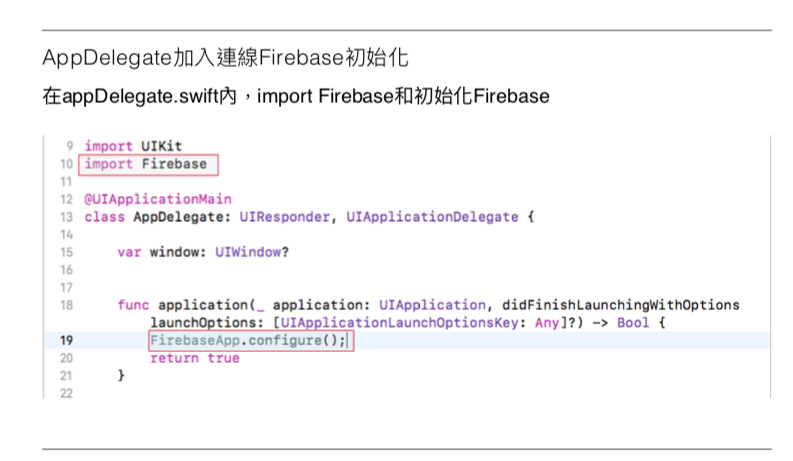 AppDelegate加入連線Firebase初始化
在appDelegate.swift內，import Firebase和初始化Firebase
9 import UIKit
10 import Firebase
11
12 @UIApplicationMain
13 class AppDelegate: UIResponder, UIApplicationDelegate {
14
15 var window: UIWindow?
16
17
18 func application(_ application: UIApplication, didFinishLaunchingWithOptions
launchOptions: [UIApplicationLaunchOptionsKey: Any]?) -> Bool {
19 FirebaseApp.configure();
20 return true
21 }
22